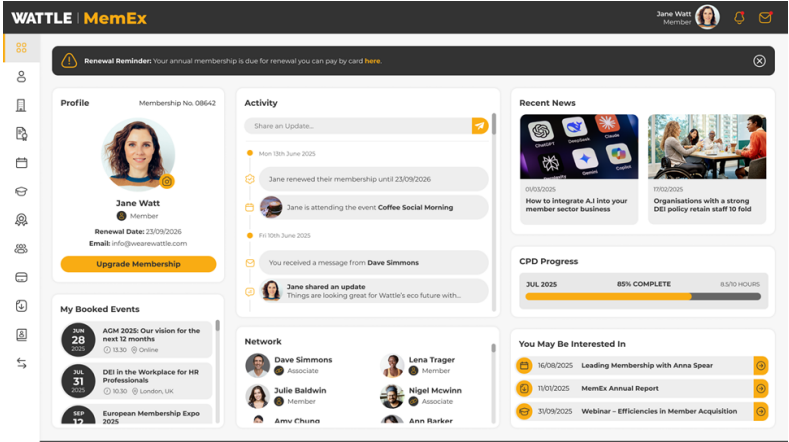 WATTLE | MemEx
Jane Watt
Member
Renewal Reminder: Your annual membership is due for renewal you can pay by card here.
Profile
Membership No. 08642
Jane Watt
Member
Renewal Date: 23/09/2026
Email: info@wearewattle.com
Upgrade Membership
My Booked Events
JUN
28
2025
AGM 2025: Our vision for the
next 12 months
13.30 Online
JUL
31
2025
DEI in the Workplace for HR
Professionals
10.30 London, UK
SEP
12
European Membership Expo
2025
Activity
Share an Update...
Mon 13th June 2025
Jane renewed their membership until 23/09/2026
Jane is attending the event Coffee Social Morning
Fri 10th June 2025
You received a message from Dave Simmons
Jane shared an update
Things are looking great for Wattle's eco future with...
Network
Dave Simmons
Associate
Lena Trager
Member
Julie Baldwin
Member
Nigel Mcwinn
Associate
Amy Chung
Ann Barker
Recent News
ChatGPT
DeepSeek
Claude
Perplexity
Gemini
Copilot
01/03/2025
How to integrate A.I into your
member sector business
17/02/2025
Organisations with a strong
DEI policy retain staff 10 fold
CPD Progress
JUL 2025
85% COMPLETE
8.5/10 HOURS
You May Be Interested In
16/08/2025 Leading Membership with Anna Spear
11/01/2025 MemEx Annual Report
31/09/2025 Webinar – Efficiencies in Member Acquisition